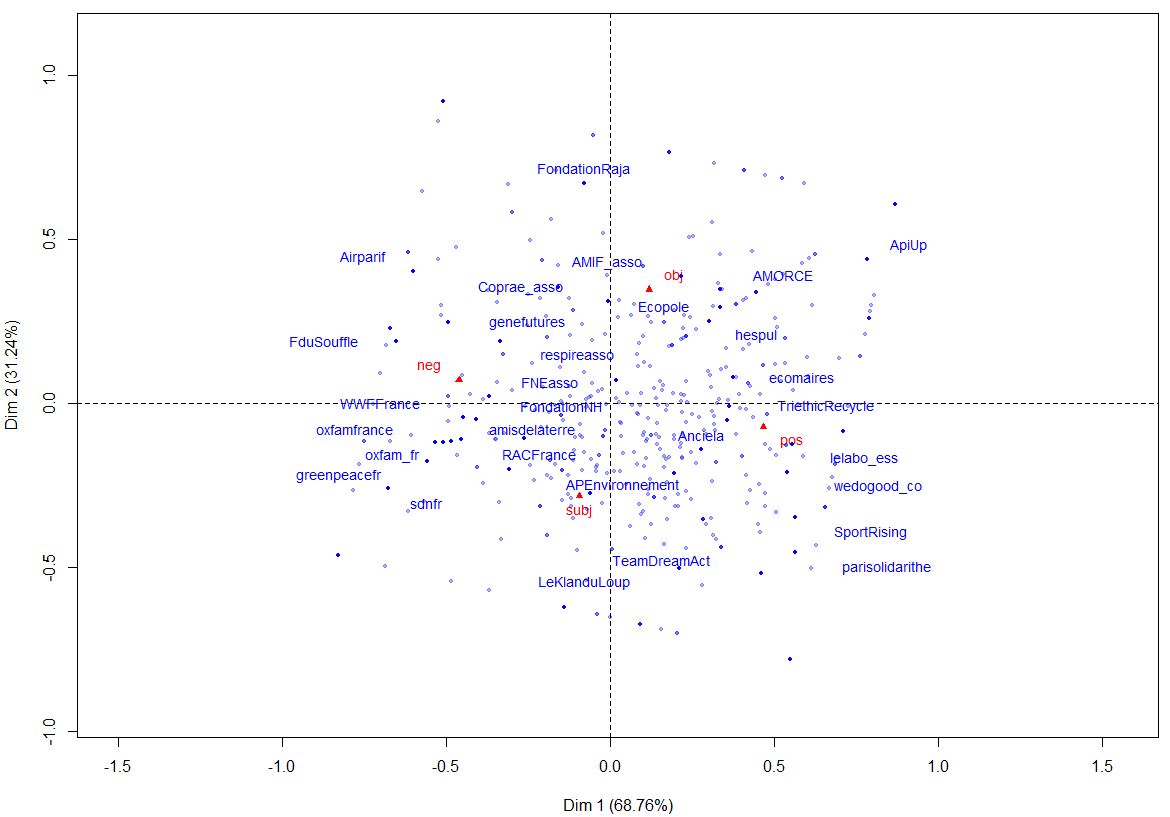 1.0
FondationRaja
0.5
ApiUp
Airparif
AMIF_asso
obj
AMORCE
Coprae_asso
Ecopole
genefutures
hespul
FduSouffle
respireasso
neg
FNEasso
ecomaires
Dim 2 (31.24%)
0.0
WWFFrance
FondationNH
TriethicRecycle
oxfamfrance
amisdelaterre
Anciela
pos
oxfam_fr
RACFrance
lelabo_ess
greenpeacefr
APEnvironnement
wedogood_co
sdnfr
subj
SportRising
-0.5
TeamDreamAct
parisolidarithe
LeKlanduLoup
-1.0
-1.5 -1.0 -0.5 0.0 0.5 1.0 1.5
Dim 1 (68.76%)